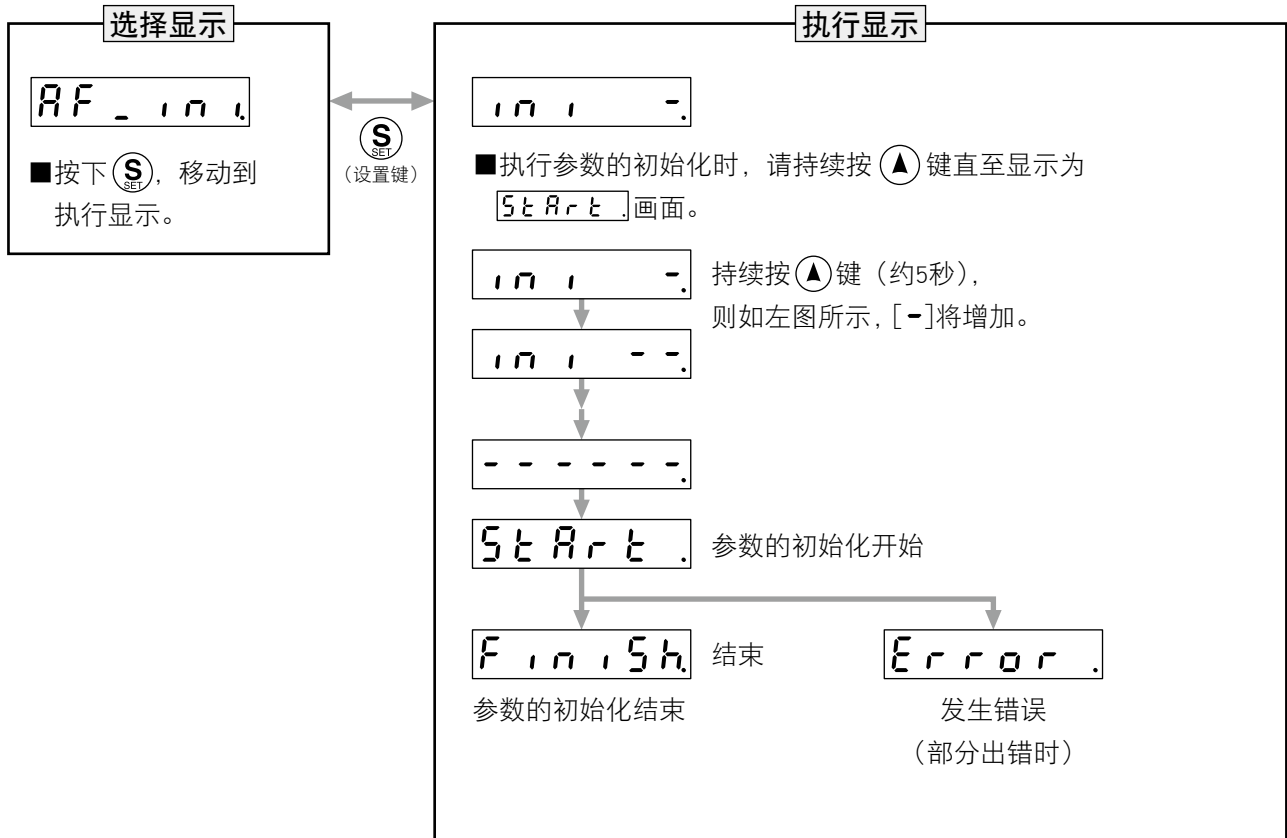 选择显示
AF_ini.
■按下 S SET，移动到
执行显示。
S SET
（设置键）
执行显示
ini -.
■执行参数的初始化时，请持续按 ▲ 键直至显示为
StArt .画面。
ini -.
持续按 ▲ 键（约5秒），
则如左图所示，[-]将增加。
ini --.
------.
StArt .
参数的初始化开始
FiniSh.
结束
Error .
参数的初始化结束
发生错误
（部分出错时）